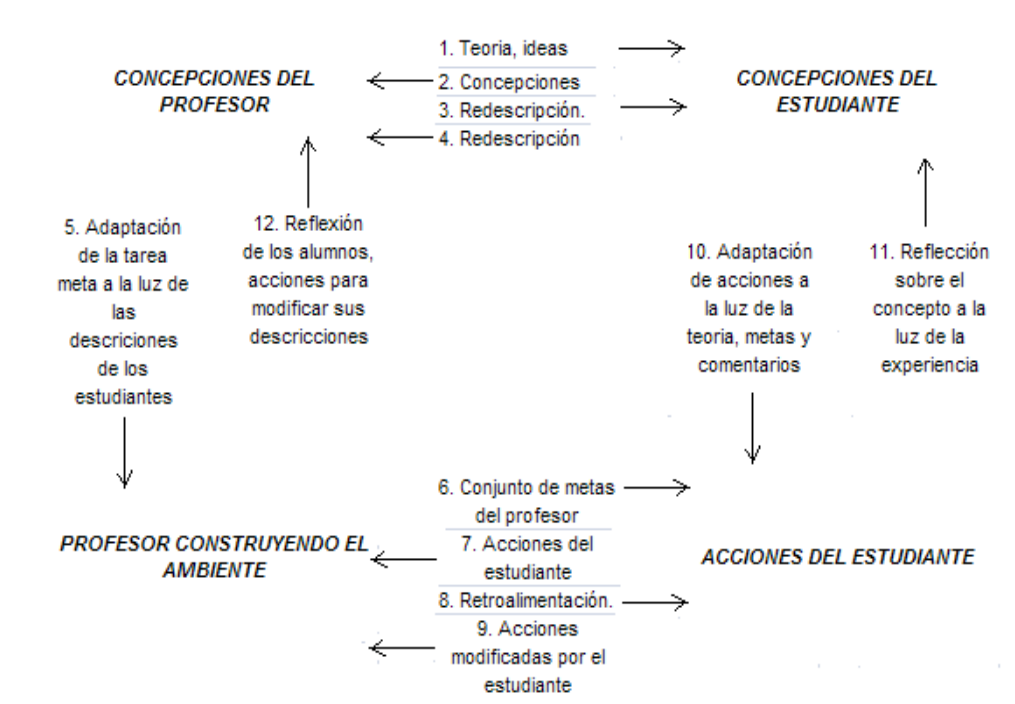 1. Teoria, ideas
CONCEPCIONES DEL
PROFESOR
2. Concepciones
3. Redescripción.
4. Redescripción
CONCEPCIONES DEL
ESTUDIANTE
5. Adaptación
de la tarea
meta a la luz de
las
descriciones
de los
estudiantes
12. Reflexión
de los alumnos,
acciones para
modificar sus
descricciones
10. Adaptación
de acciones a
la luz de la
teoria, metas y
comentarios
11. Reflección
sobre el
concepto a la
luz de la
experiencia
6. Conjunto de metas
del profesor
PROFESOR CONSTRUYENDO EL
AMBIENTE
7. Acciones del
estudiante
8. Retroalimentación.
9. Acciones
modificadas por el
estudiante
ACCIONES DEL ESTUDIANTE